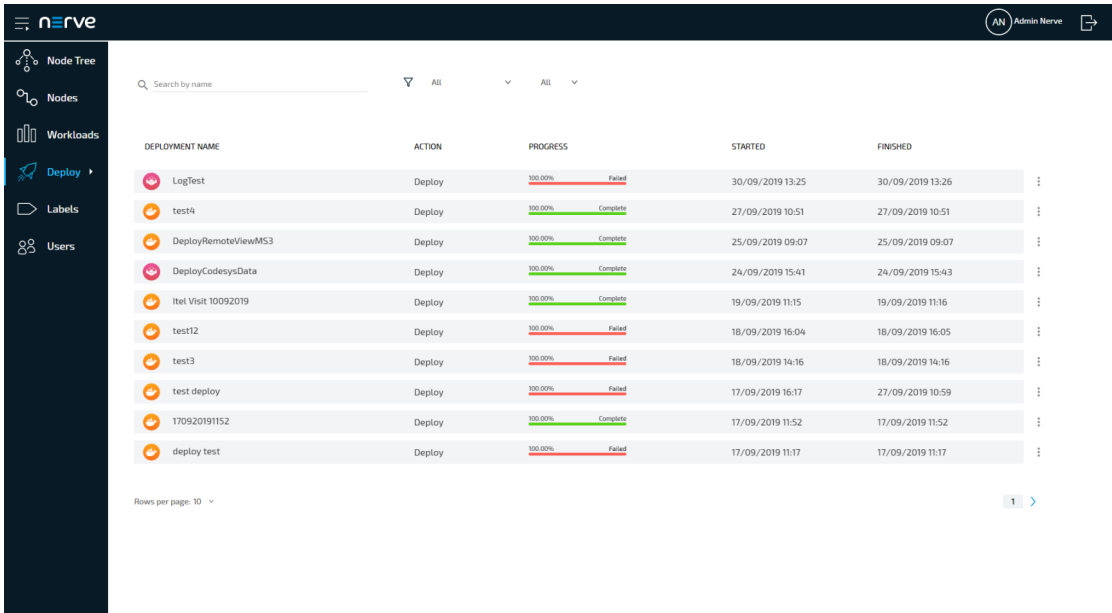 nerve
AN Admin Nerve
Node Tree
Nodes
Workloads
Deploy
Labels
Users
Search by name All All
DEPLOYMENT NAME ACTION PROGRESS STARTED FINISHED
LogTest Deploy 100.00% Failed 30/09/2019 13:25 30/09/2019 13:26
test4 Deploy 100.00% Complete 27/09/2019 10:51 27/09/2019 10:51
DeployRemoteViewMS3 Deploy 100.00% Complete 25/09/2019 09:07 25/09/2019 09:07
DeployCodesysData Deploy 100.00% Complete 24/09/2019 15:41 24/09/2019 15:43
Itel Visit 10092019 Deploy 100.00% Complete 19/09/2019 11:15 19/09/2019 11:16
test12 Deploy 100.00% Failed 18/09/2019 16:04 18/09/2019 16:05
test3 Deploy 100.00% Failed 18/09/2019 14:16 18/09/2019 14:16
test deploy Deploy 100.00% Failed 17/09/2019 16:17 27/09/2019 10:59
170920191152 Deploy 100.00% Complete 17/09/2019 11:52 17/09/2019 11:52
deploy test Deploy 100.00% Failed 17/09/2019 11:17 17/09/2019 11:17
Rows per page: 10 1